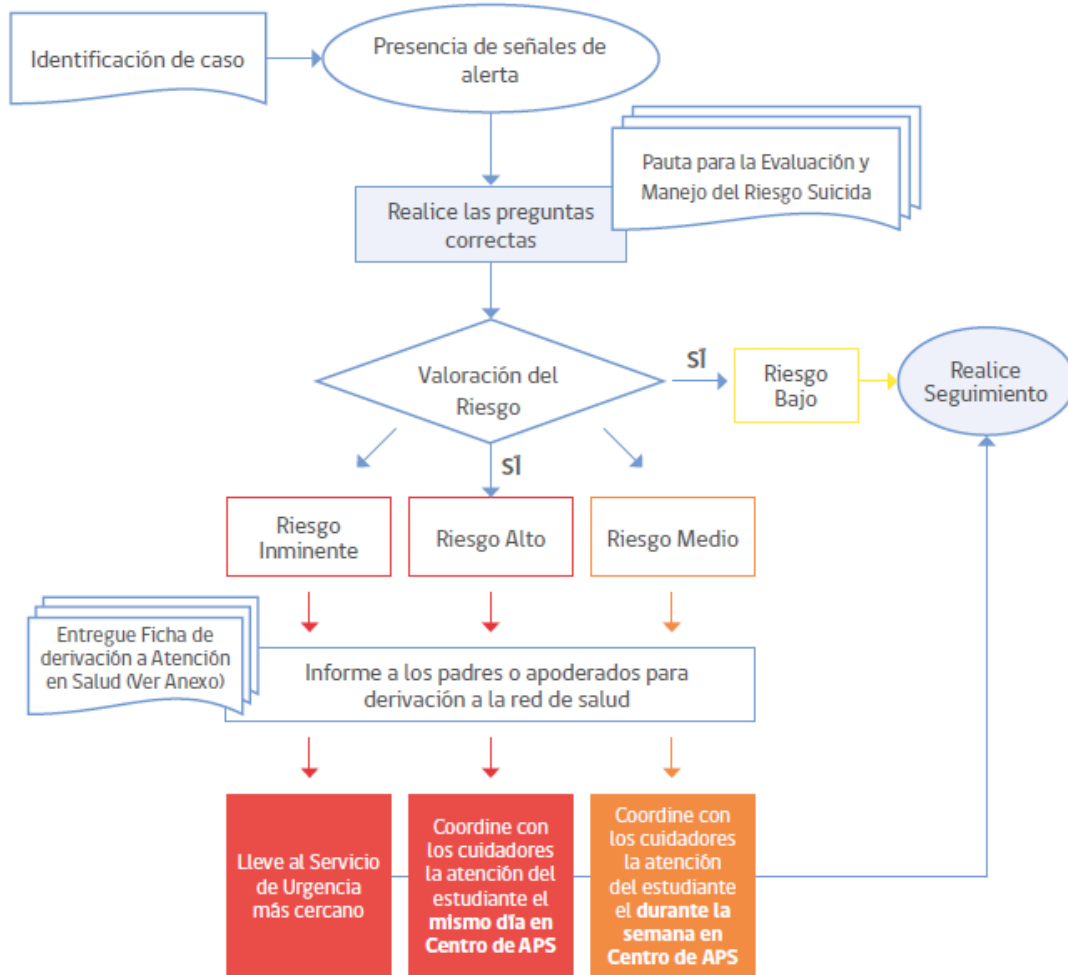 Identificación de caso
Presencia de señales de
alerta
Pauta para la Evaluación y
Manejo del Riesgo Suicida
Realice las preguntas
correctas
Valoración del
Riesgo
SÍ
Riesgo
Bajo
Realice
Seguimiento
SÍ
Riesgo
Inminente
Riesgo Alto
Riesgo Medio
Entregue Ficha de
derivación a Atención
en Salud (Ver Anexo)
Informe a los padres o apoderados para
derivación a la red de salud
Lleve al Servicio
de Urgencia
más cercano
Coordine con
los cuidadores
la atención del
estudiante el
mismo día en
Centro de APS
Coordine con
los cuidadores
la atención
del estudiante
el durante la
semana en
Centro de APS